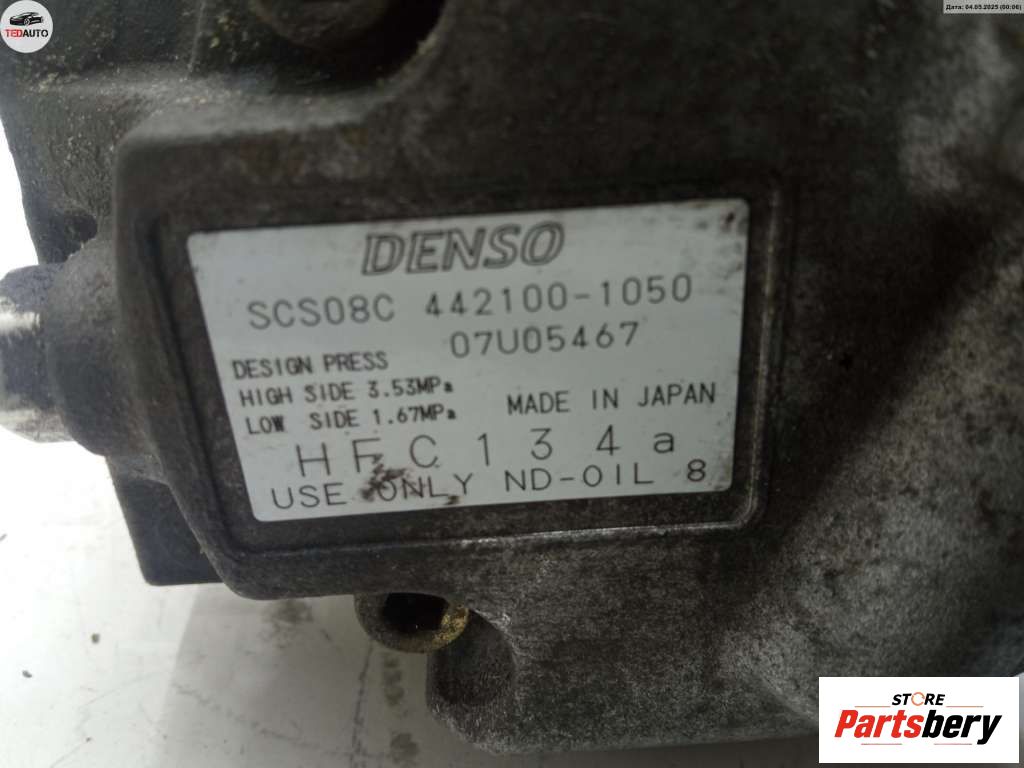 TEDAUTO
Дата: 04.05.2025 (00:06)
DENSO
SCS08C 442100-1050
07U05467
DESIGN PRESS
HIGH SIDE 3.53MPa
LOW SIDE 1.67MPa
MADE IN JAPAN
HFC134a
USE ONLY ND-OIL 8
STORE
Partsbery